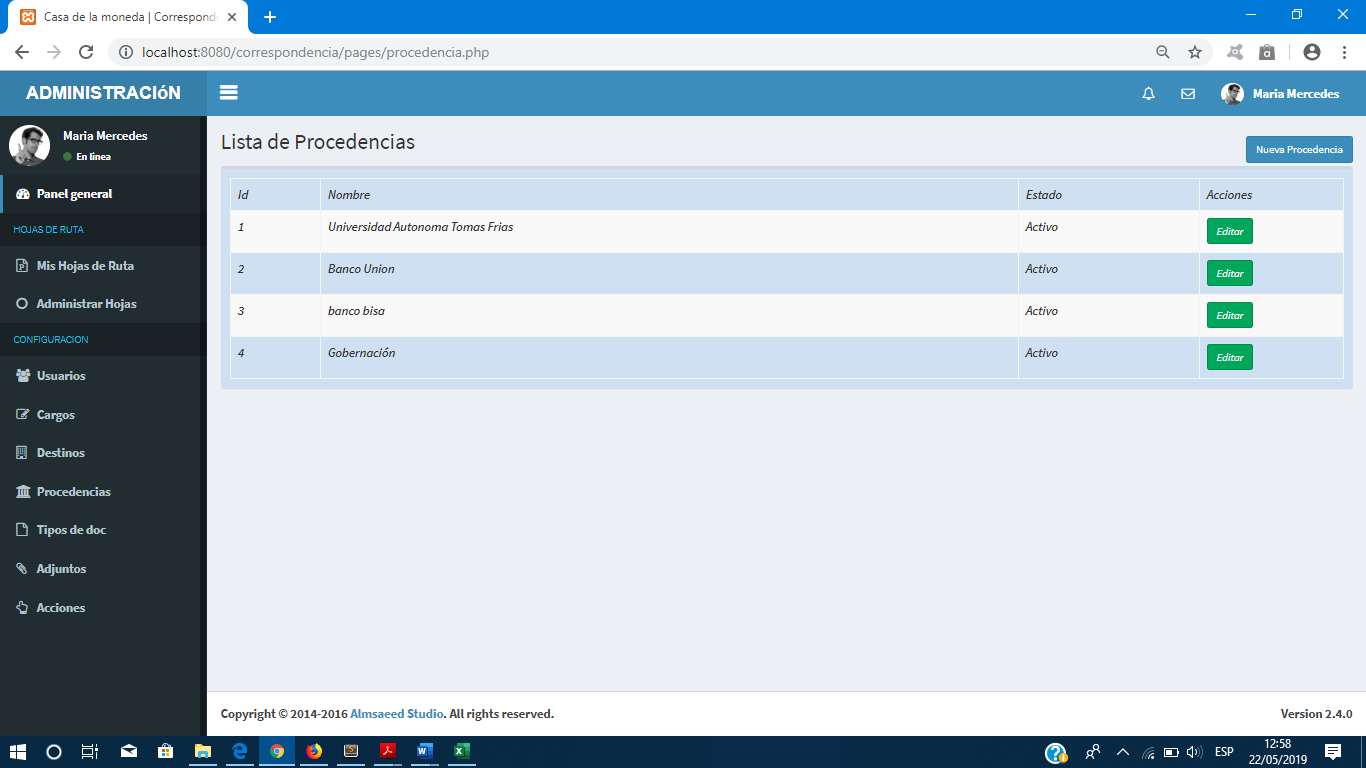 Casa de la moneda | Correspond
localhost:8080/correspondencia/pages/procedencia.php
ADMINISTRACIóN
Maria Mercedes
Maria Mercedes
En linea
Panel general
HOJAS DE RUTA
Mis Hojas de Ruta
Administrar Hojas
CONFIGURACION
Usuarios
Cargos
Destinos
Procedencias
Tipos de doc
Adjuntos
Acciones
Lista de Procedencias
Nueva Procedencia
Id Nombre Estado Acciones
1 Universidad Autonoma Tomas Frias Activo Editar
2 Banco Union Activo Editar
3 banco bisa Activo Editar
4 Gobernación Activo Editar
Copyright © 2014-2016 Almsaeed Studio. All rights reserved.
Version 2.4.0
ESP
12:58
22/05/2019